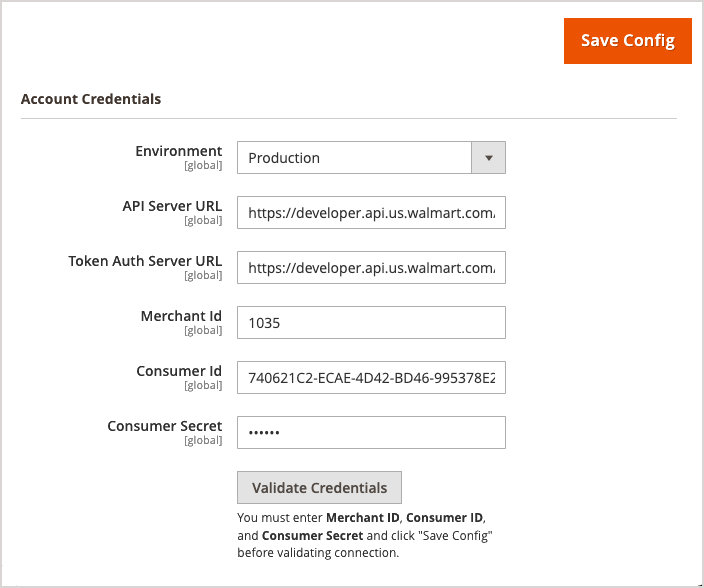 Save Config
Account Credentials
Environment
[global]
Production
API Server URL
[global]
https://developer.api.us.walmart.com/
Token Auth Server URL
[global]
https://developer.api.us.walmart.com/
Merchant Id
[global]
1035
Consumer Id
[global]
740621C2-ECAE-4D42-BD46-995378E2
Consumer Secret
[global]
••••••
Validate Credentials
You must enter Merchant ID, Consumer ID,
and Consumer Secret and click "Save Config"
before validating connection.